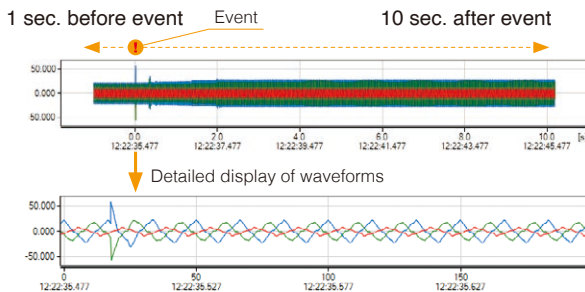 1 sec. before event Event 10 sec. after event
!
50.000
0.000
50.000
0.0 2.0 4.0 6.0 8.0 10.0 [s
12:22:35.477 12:22:37.477 12:22:39.477 12:22:41.477 12:22:43.477 12:22:45.477
Detailed display of waveforms
50.000
0.000
-50.000
0 50 100 150
12:22:35.477 12:22:35.527 12:22:35.577 12:22:35.627